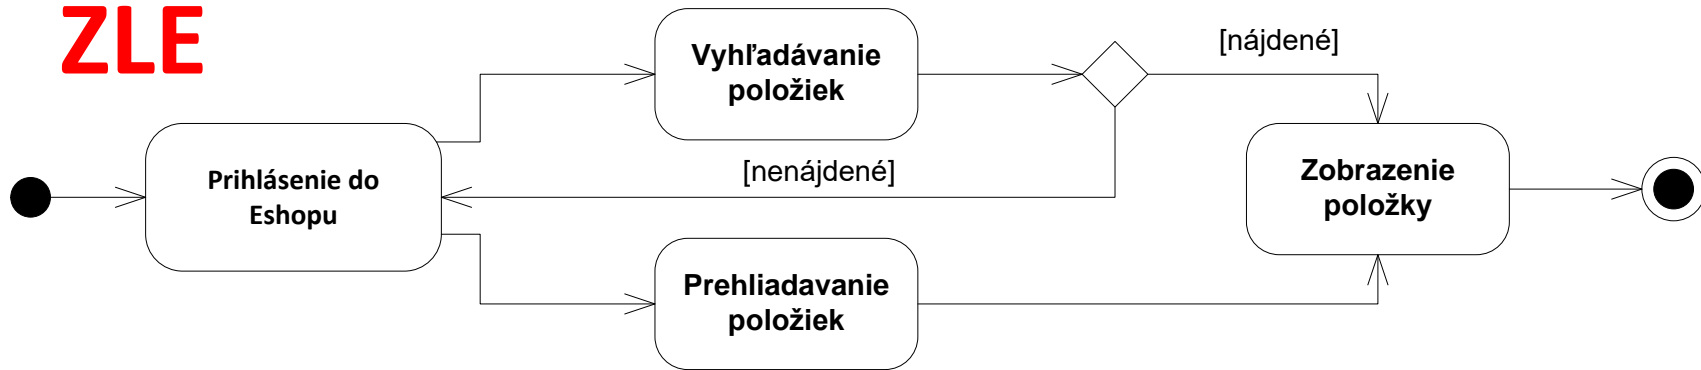 ZLE
Vyhľadávanie
položiek
[nájdené]
Prihlásenie do
Eshopu
[nenájdené]
Zobrazenie
položky
Prehliadavanie
položiek